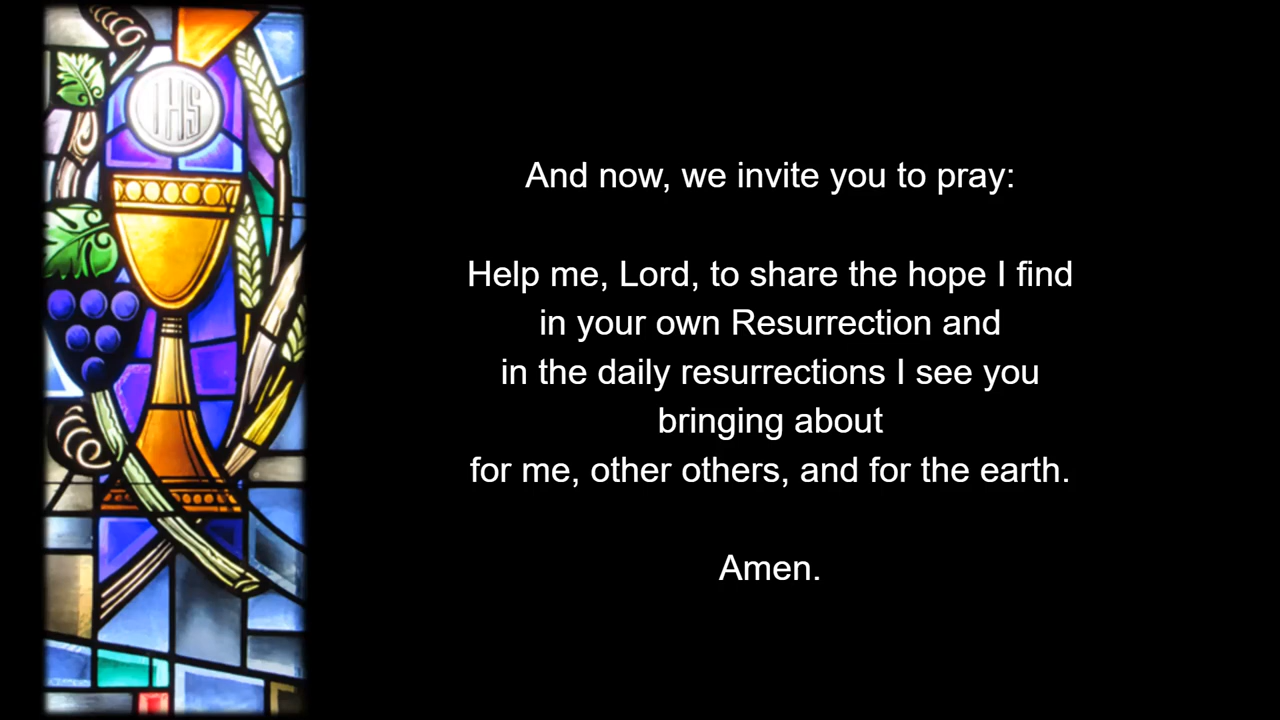 IHS
And now, we invite you to pray:
Help me, Lord, to share the hope I find
in your own Resurrection and
in the daily resurrections I see you
bringing about
for me, other others, and for the earth.
Amen.